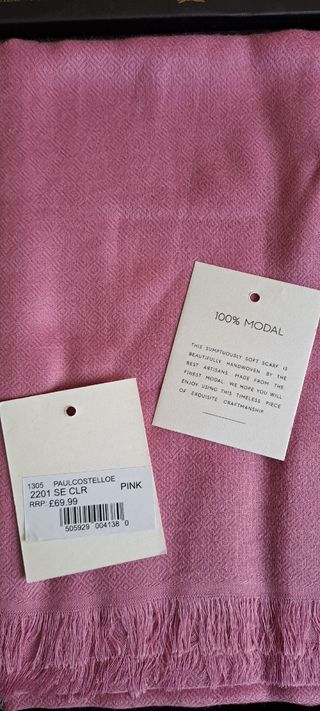 100% MODAL
THIS SUMPTUOUSLY SOFT SCARF IS
BEAUTIFULLY HANDWOVEN BY THE
BEST ARTISANS. MADE FROM THE
FINEST MODAL. WE HOPE YOU WILL
ENJOY USING THIS TIMELESS PIECE
OF EXQUISITE CRAFTMANSHIP
1305 PAULCOSTELLOE
2201 SE CLR PINK
RRP: £69.99
505929 004138 0